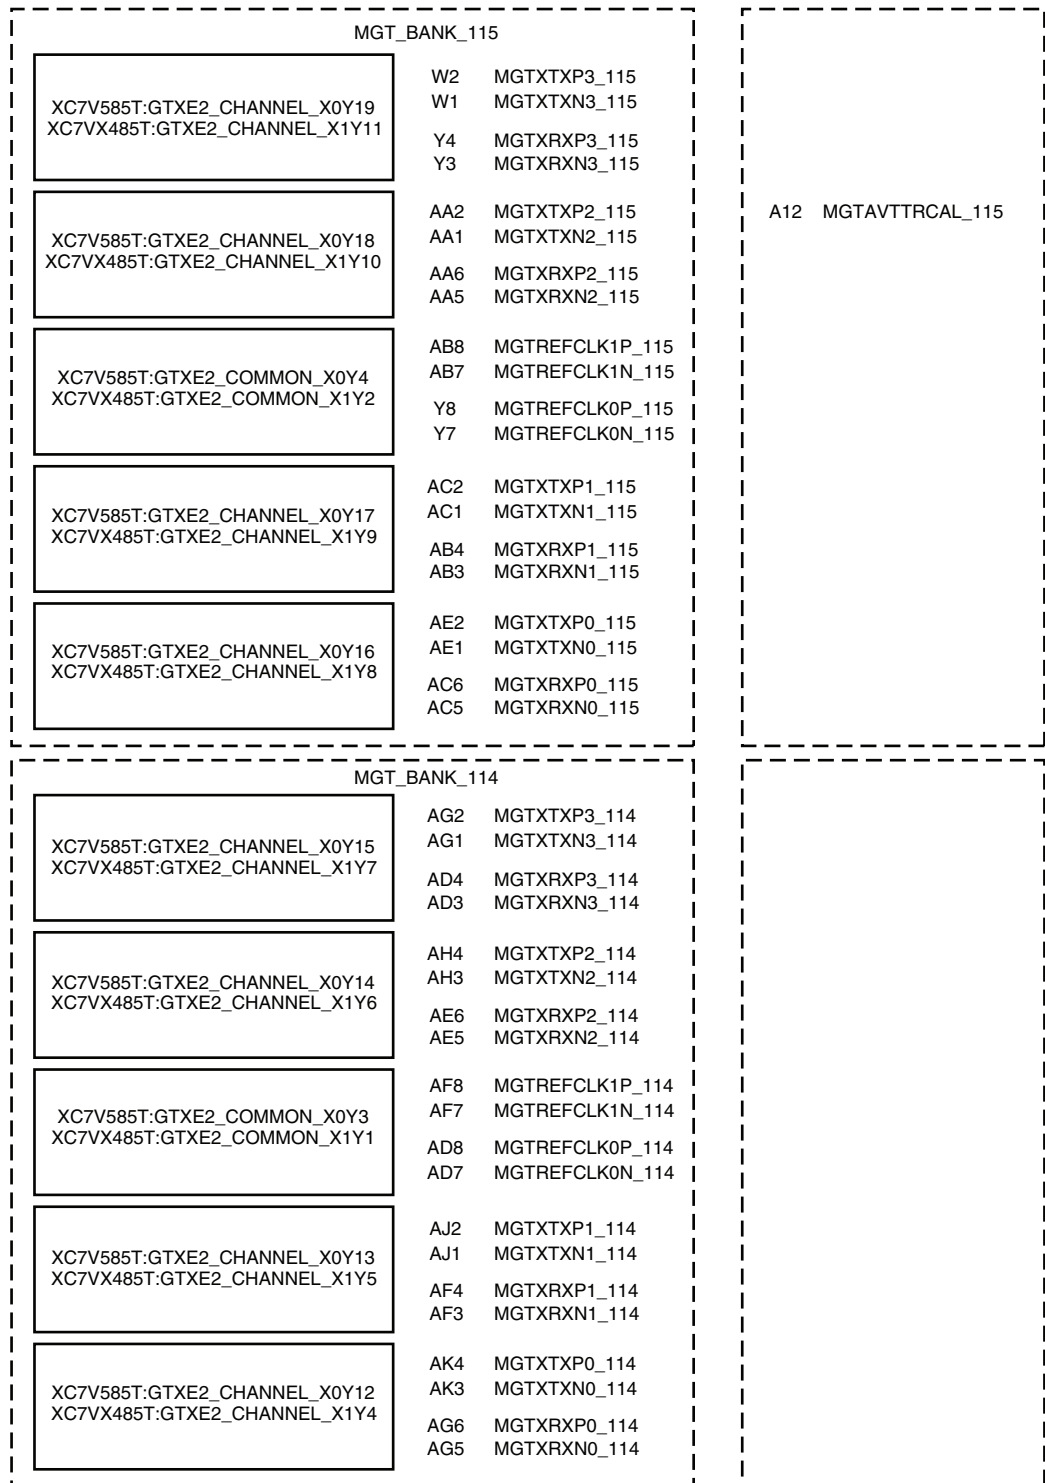 MGT_BANK_115
XC7V585T:GTXE2_CHANNEL_X0Y19
XC7VX485T:GTXE2_CHANNEL_X1Y11
W2 MGTXTXP3_115
W1 MGTXTXN3_115
Y4 MGTXRXP3_115
Y3 MGTXRXN3_115
XC7V585T:GTXE2_CHANNEL_X0Y18
XC7VX485T:GTXE2_CHANNEL_X1Y10
AA2 MGTXTXP2_115
AA1 MGTXTXN2_115
AA6 MGTXRXP2_115
AA5 MGTXRXN2_115
XC7V585T:GTXE2_COMMON_X0Y4
XC7VX485T:GTXE2_COMMON_X1Y2
AB8 MGTREFCLK1P_115
AB7 MGTREFCLK1N_115
Y8 MGTREFCLK0P_115
Y7 MGTREFCLK0N_115
XC7V585T:GTXE2_CHANNEL_X0Y17
XC7VX485T:GTXE2_CHANNEL_X1Y9
AC2 MGTXTXP1_115
AC1 MGTXTXN1_115
AB4 MGTXRXP1_115
AB3 MGTXRXN1_115
XC7V585T:GTXE2_CHANNEL_X0Y16
XC7VX485T:GTXE2_CHANNEL_X1Y8
AE2 MGTXTXP0_115
AE1 MGTXTXN0_115
AC6 MGTXRXP0_115
AC5 MGTXRXN0_115
A12 MGTAVTTRCAL_115
MGT_BANK_114
XC7V585T:GTXE2_CHANNEL_X0Y15
XC7VX485T:GTXE2_CHANNEL_X1Y7
AG2 MGTXTXP3_114
AG1 MGTXTXN3_114
AD4 MGTXRXP3_114
AD3 MGTXRXN3_114
XC7V585T:GTXE2_CHANNEL_X0Y14
XC7VX485T:GTXE2_CHANNEL_X1Y6
AH4 MGTXTXP2_114
AH3 MGTXTXN2_114
AE6 MGTXRXP2_114
AE5 MGTXRXN2_114
XC7V585T:GTXE2_COMMON_X0Y3
XC7VX485T:GTXE2_COMMON_X1Y1
AF8 MGTREFCLK1P_114
AF7 MGTREFCLK1N_114
AD8 MGTREFCLK0P_114
AD7 MGTREFCLK0N_114
XC7V585T:GTXE2_CHANNEL_X0Y13
XC7VX485T:GTXE2_CHANNEL_X1Y5
AJ2 MGTXTXP1_114
AJ1 MGTXTXN1_114
AF4 MGTXRXP1_114
AF3 MGTXRXN1_114
XC7V585T:GTXE2_CHANNEL_X0Y12
XC7VX485T:GTXE2_CHANNEL_X1Y4
AK4 MGTXTXP0_114
AK3 MGTXTXN0_114
AG6 MGTXRXP0_114
AG5 MGTXRXN0_114